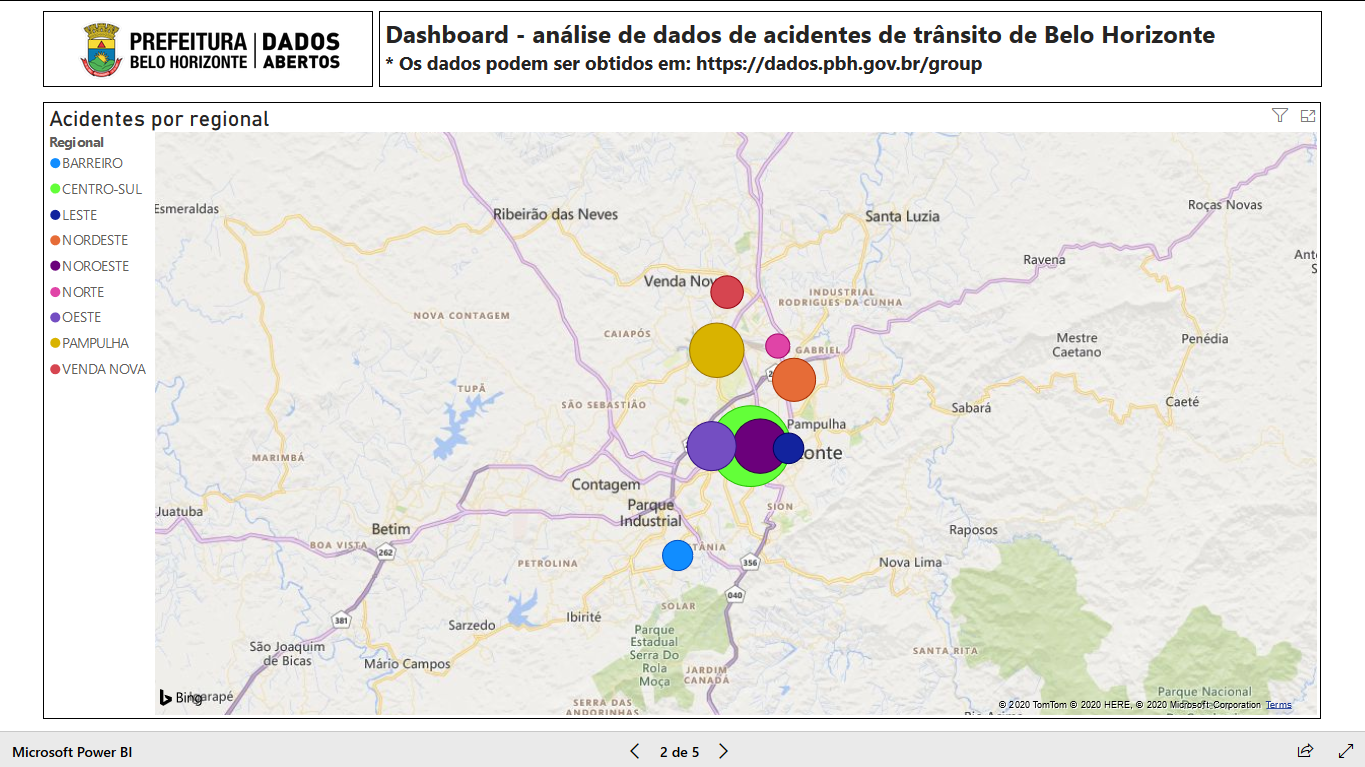 PREFEITURA
BELO HORIZONTE
DADOS
ABERTOS
Dashboard - análise de dados de acidentes de trânsito de Belo Horizonte
* Os dados podem ser obtidos em: https://dados.pbh.gov.br/group
Acidentes por regional
Regional
BARREIRO
CENTRO-SUL
LESTE
NORDESTE
NOROESTE
NORTE
OESTE
PAMPULHA
VENDA NOVA
Esmeraldas
Ribeirão das Neves
Santa Luzia
Roças Novas
Ravena
Venda Nov
INDUSTRIAL
RODRIGUES DA CUNHA
NOVA CONTAGEM
CAIAPÓS
GABRIEL
Mestre
Caetano
Penédia
TUPÃ
SÃO SEBASTIÃO
Sabará
Caeté
Pampulha
onte
MARIMBÁ
Contagem
Parque
Industrial
SION
Juatuba
Betim
Raposos
BOA VISTA
262
TÂNIA
PETROLINA
356
Nova Lima
040
SOLAR
381
Ibirité
Sarzedo
Parque
Estadual
Serra Do
Rola
Moça
São Joaquim
de Bicas
Mário Campos
JARDIM
CANADÁ
SANTA RITA
Bing
garapé
SERRA DAS
ANDORINHAS
Parque Nacional
© 2020 TomTom © 2020 HERE, © 2020 Microsoft Corporation Terms
Microsoft Power BI
2 de 5